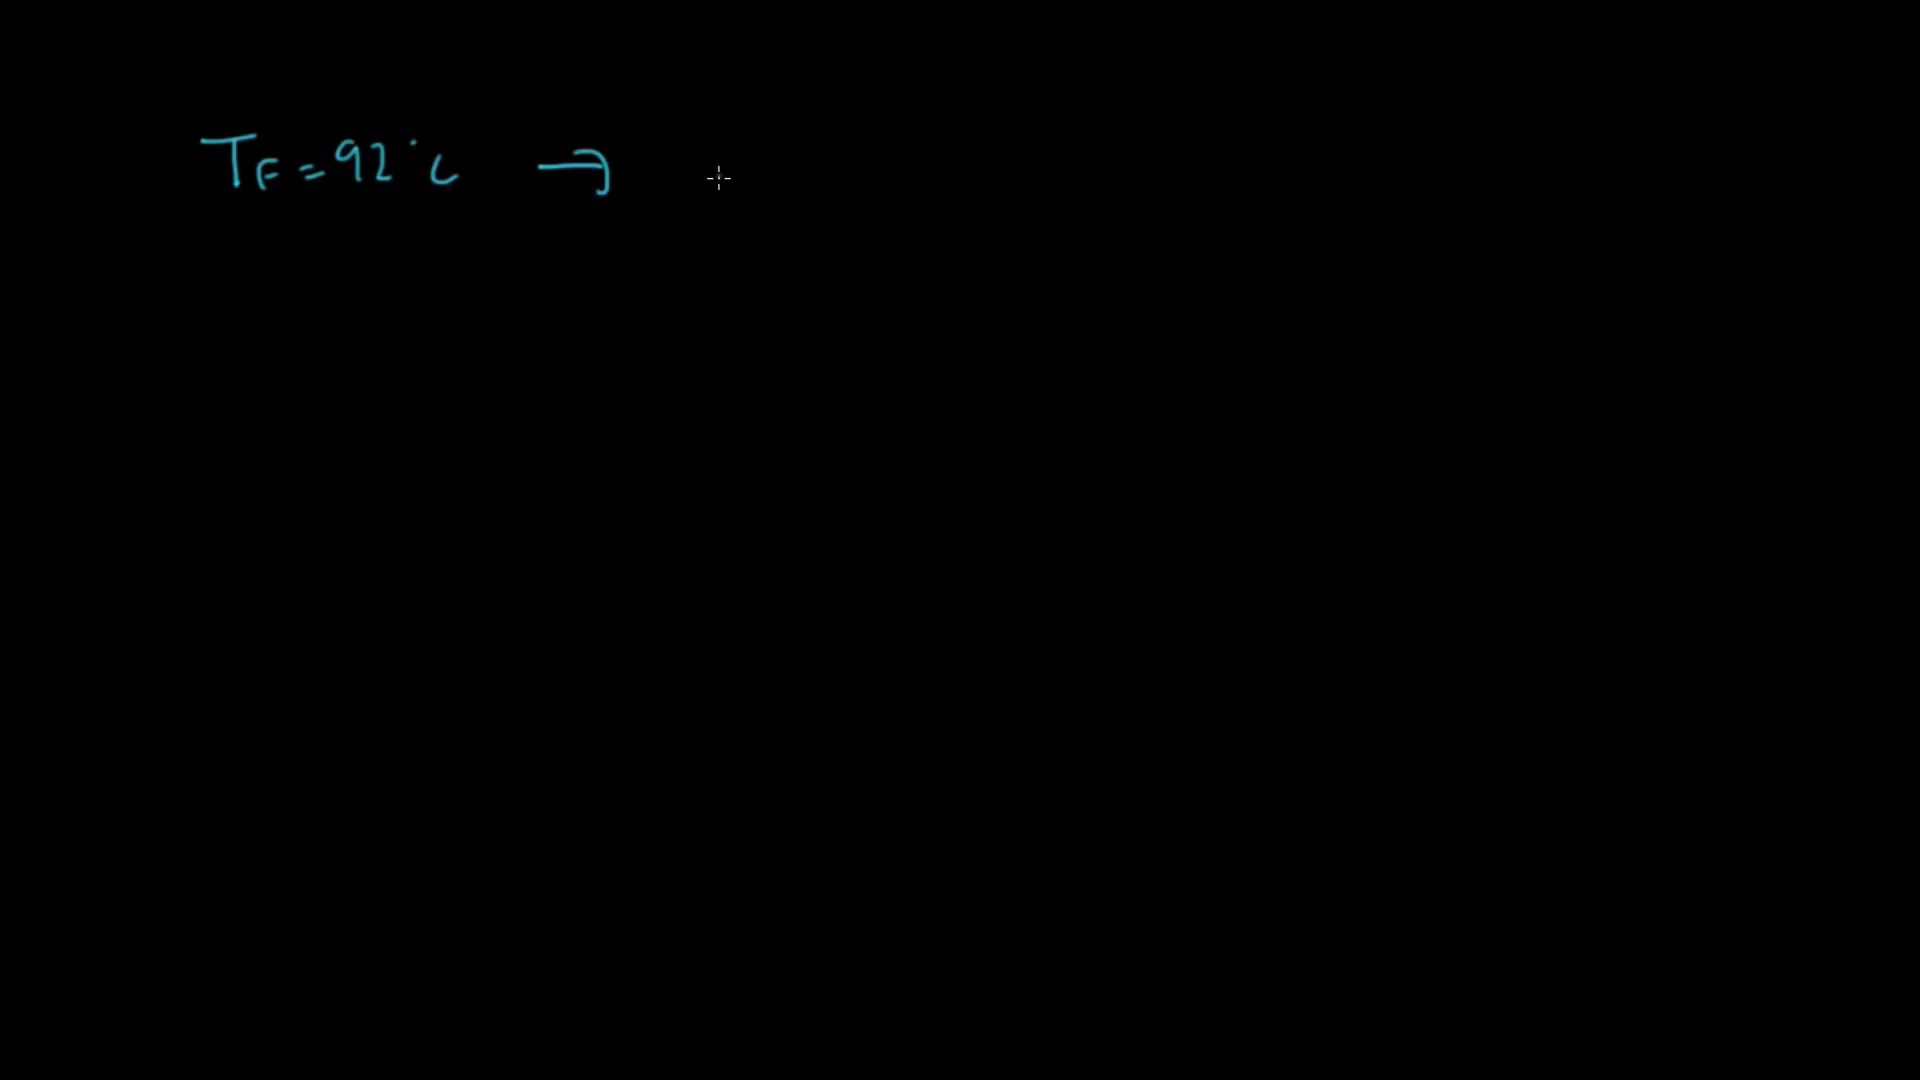 T_F = 92°C →